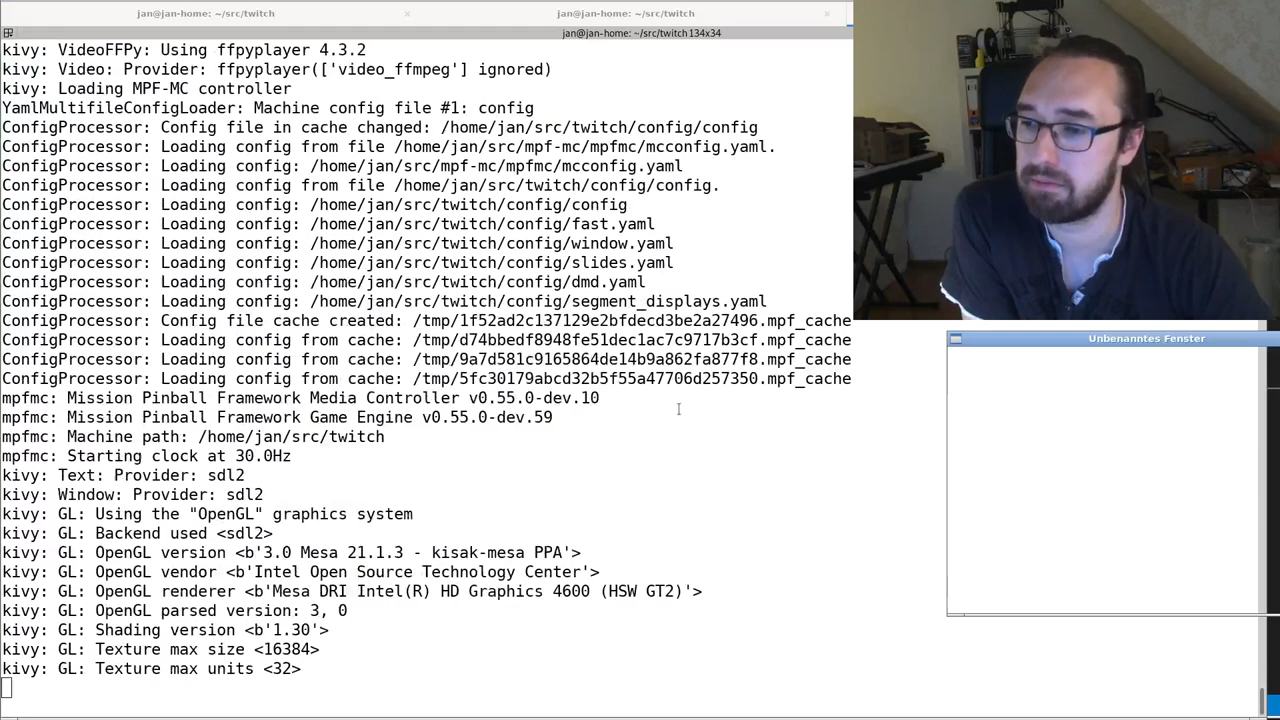 jan@jan-home: ~/src/twitch
jan@jan-home: ~/src/twitch
jan@jan-home: ~/src/twitch 134x34
kivy: VideoFFPy: Using ffpyplayer 4.3.2
kivy: Video: Provider: ffpyplayer(['video_ffmpeg'] ignored)
kivy: Loading MPF-MC controller
YamlMultifileConfigLoader: Machine config file #1: config
ConfigProcessor: Config file in cache changed: /home/jan/src/twitch/config/config
ConfigProcessor: Loading config from file /home/jan/src/mpf-mc/mpfmc/mcconfig.yaml.
ConfigProcessor: Loading config: /home/jan/src/mpf-mc/mpfmc/mcconfig.yaml
ConfigProcessor: Loading config from file /home/jan/src/twitch/config/config.
ConfigProcessor: Loading config: /home/jan/src/twitch/config/config
ConfigProcessor: Loading config: /home/jan/src/twitch/config/fast.yaml
ConfigProcessor: Loading config: /home/jan/src/twitch/config/window.yaml
ConfigProcessor: Loading config: /home/jan/src/twitch/config/slides.yaml
ConfigProcessor: Loading config: /home/jan/src/twitch/config/dmd.yaml
ConfigProcessor: Loading config: /home/jan/src/twitch/config/segment_displays.yaml
ConfigProcessor: Config file cache created: /tmp/1f52ad2c137129e2bfdecd3be2a27496.mpf_cache
ConfigProcessor: Loading config from cache: /tmp/d74bbedf8948fe51dec1ac7c9717b3cf.mpf_cache
ConfigProcessor: Loading config from cache: /tmp/9a7d581c9165864de14b9a862fa877f8.mpf_cache
ConfigProcessor: Loading config from cache: /tmp/5fc30179abcd32b5f55a47706d257350.mpf_cache
mpfmc: Mission Pinball Framework Media Controller v0.55.0-dev.10
mpfmc: Mission Pinball Framework Game Engine v0.55.0-dev.59
mpfmc: Machine path: /home/jan/src/twitch
mpfmc: Starting clock at 30.0Hz
kivy: Text: Provider: sdl2
kivy: Window: Provider: sdl2
kivy: GL: Using the "OpenGL" graphics system
kivy: GL: Backend used <sdl2>
kivy: GL: OpenGL version <b'3.0 Mesa 21.1.3 - kisak-mesa PPA'>
kivy: GL: OpenGL vendor <b'Intel Open Source Technology Center'>
kivy: GL: OpenGL renderer <b'Mesa DRI Intel(R) HD Graphics 4600 (HSW GT2)'>
kivy: GL: OpenGL parsed version: 3, 0
kivy: GL: Shading version <b'1.30'>
kivy: GL: Texture max size <16384>
kivy: GL: Texture max units <32>
Unbenanntes Fenster